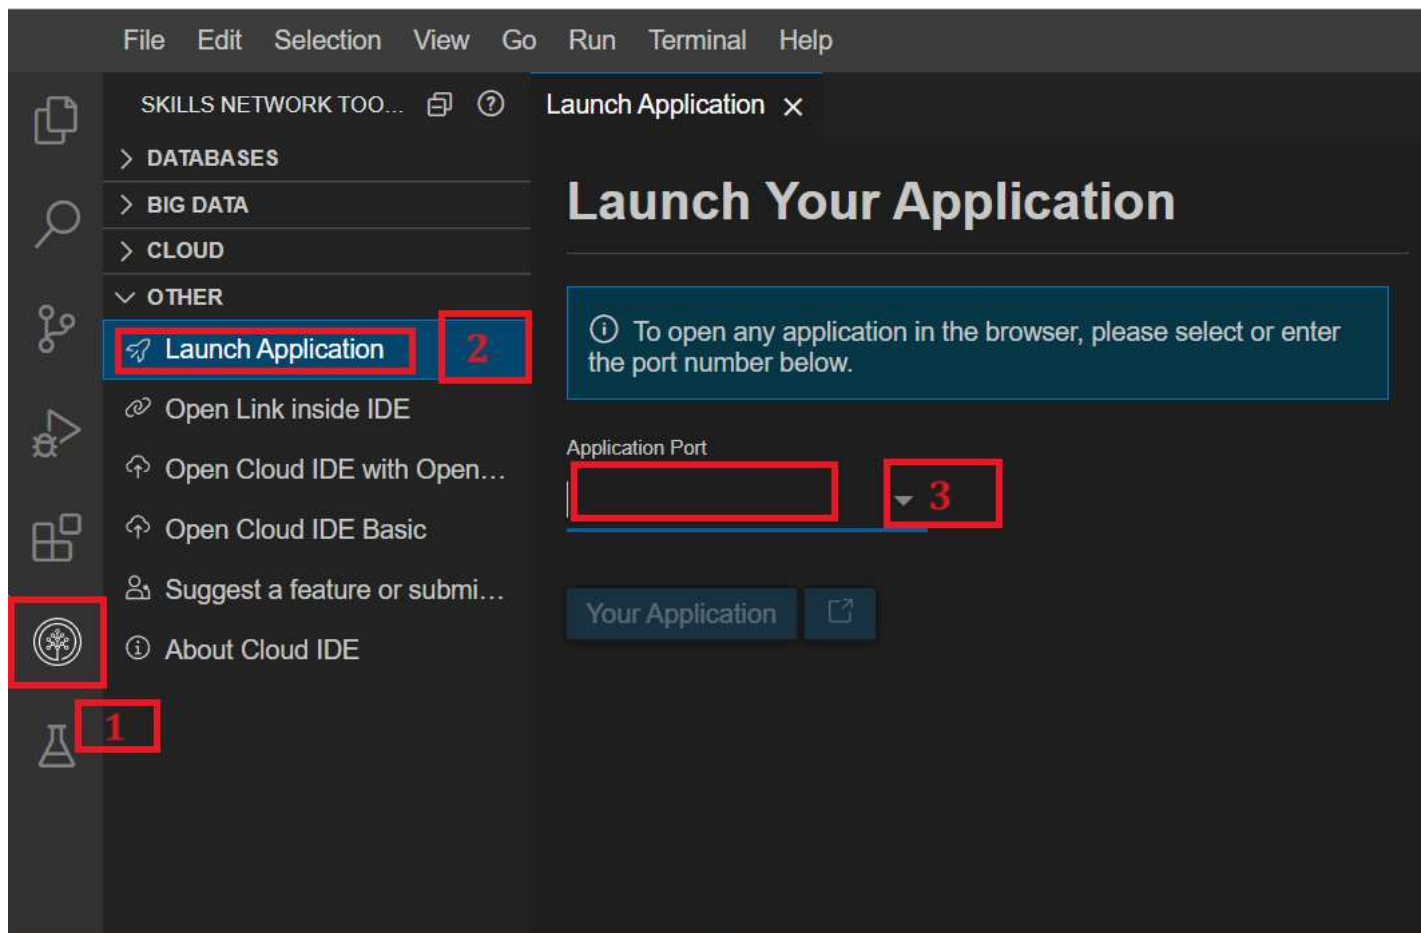 File Edit Selection View Go Run Terminal Help
SKILLS NETWORK TOO...
Launch Application
DATABASES
BIG DATA
CLOUD
OTHER
Launch Application 2
Open Link inside IDE
Open Cloud IDE with Open...
Open Cloud IDE Basic
Suggest a feature or submi...
About Cloud IDE
1
Launch Your Application
To open any application in the browser, please select or enter
the port number below.
Application Port
3
Your Application